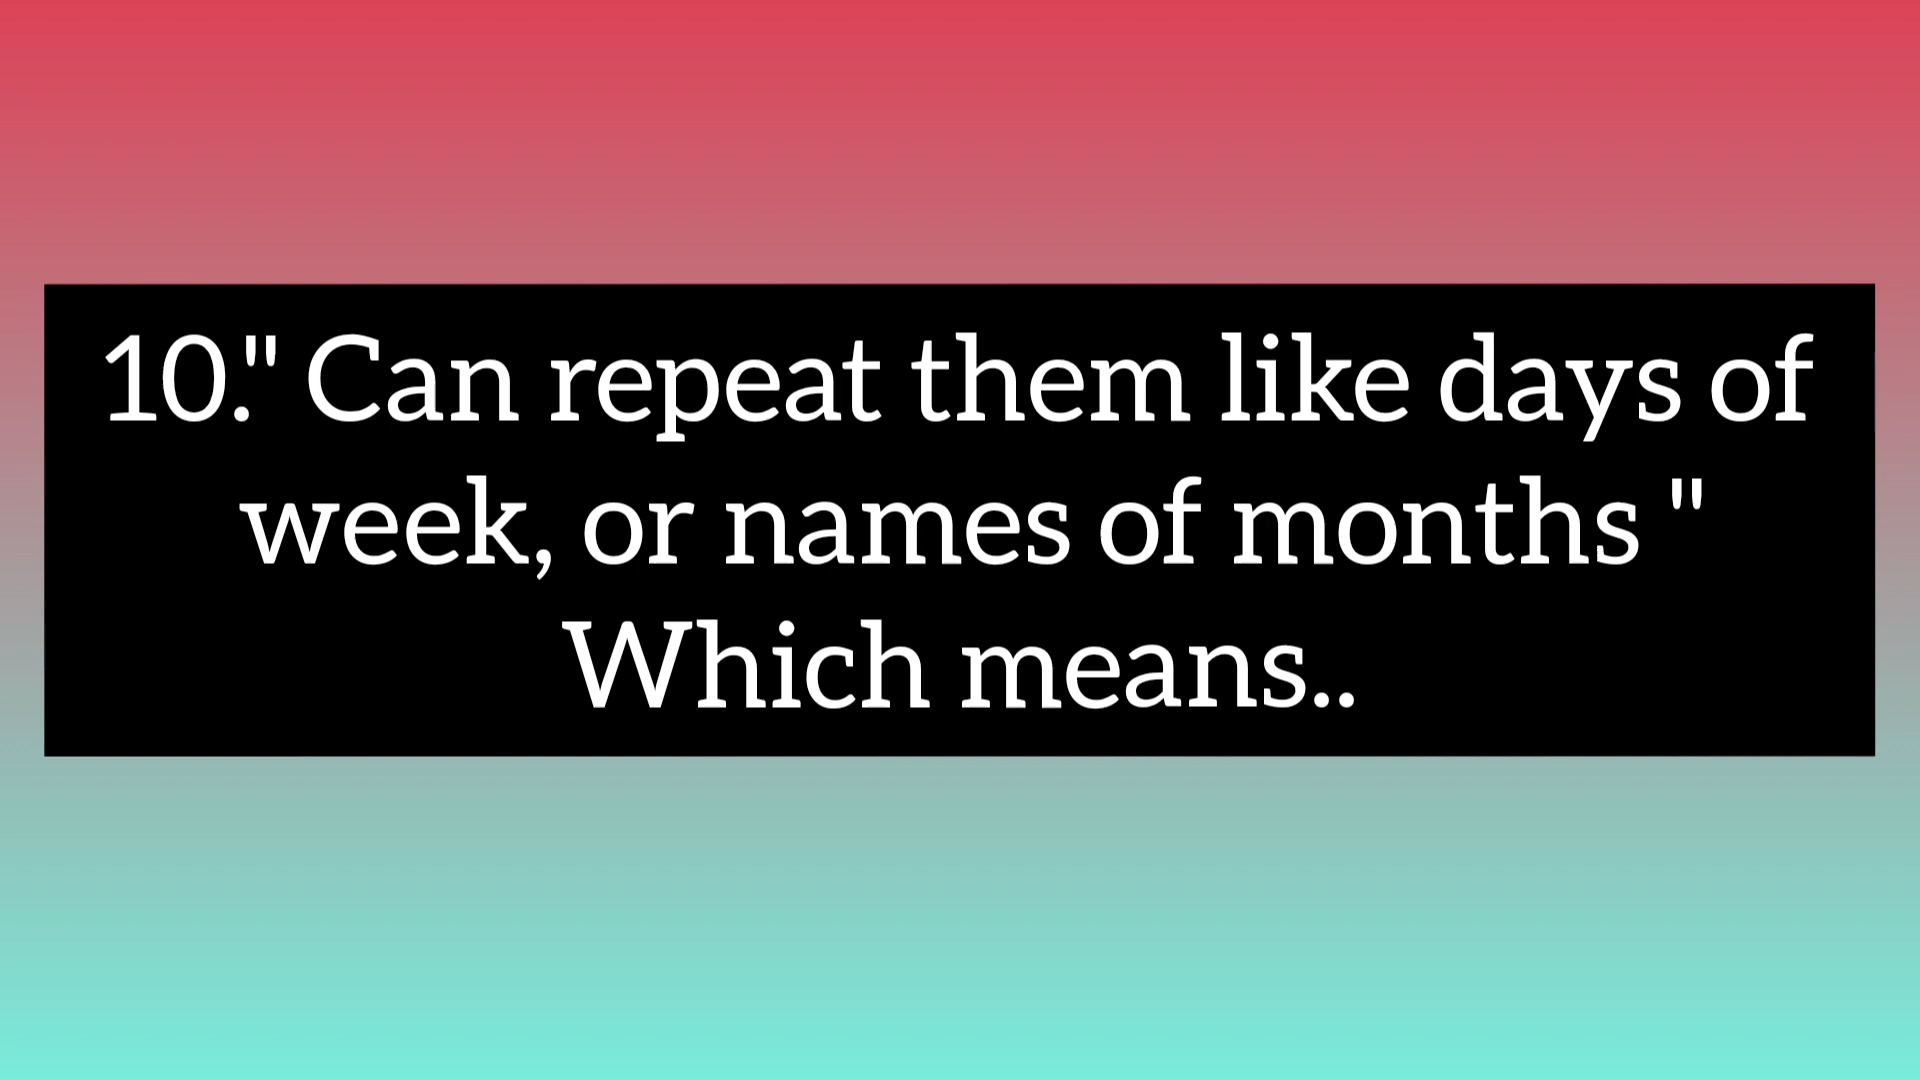 10." Can repeat them like days of
week, or names of months "
Which means..